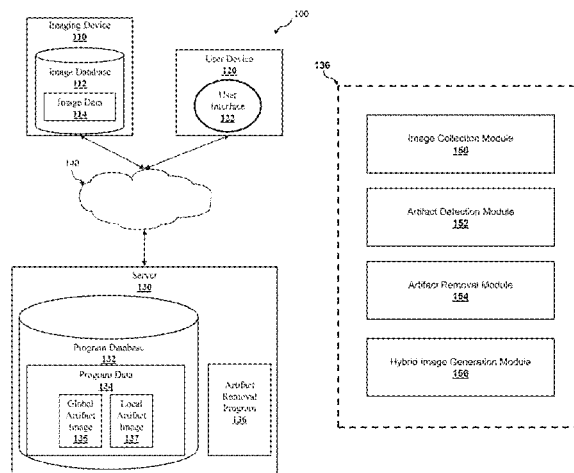 100
Imaging Device
110
Image Database
112
Image Data
114
User Device
120
User
Interface
122
140
Server
130
Program Database
132
Program Data
134
Global
Artifact
Image
135
Local
Artifact
Image
137
Artifact
Removal
Program
136
136
Image Collection Module
150
Artifact Detection Module
152
Artifact Removal Module
154
Hybrid Image Generation Module
156